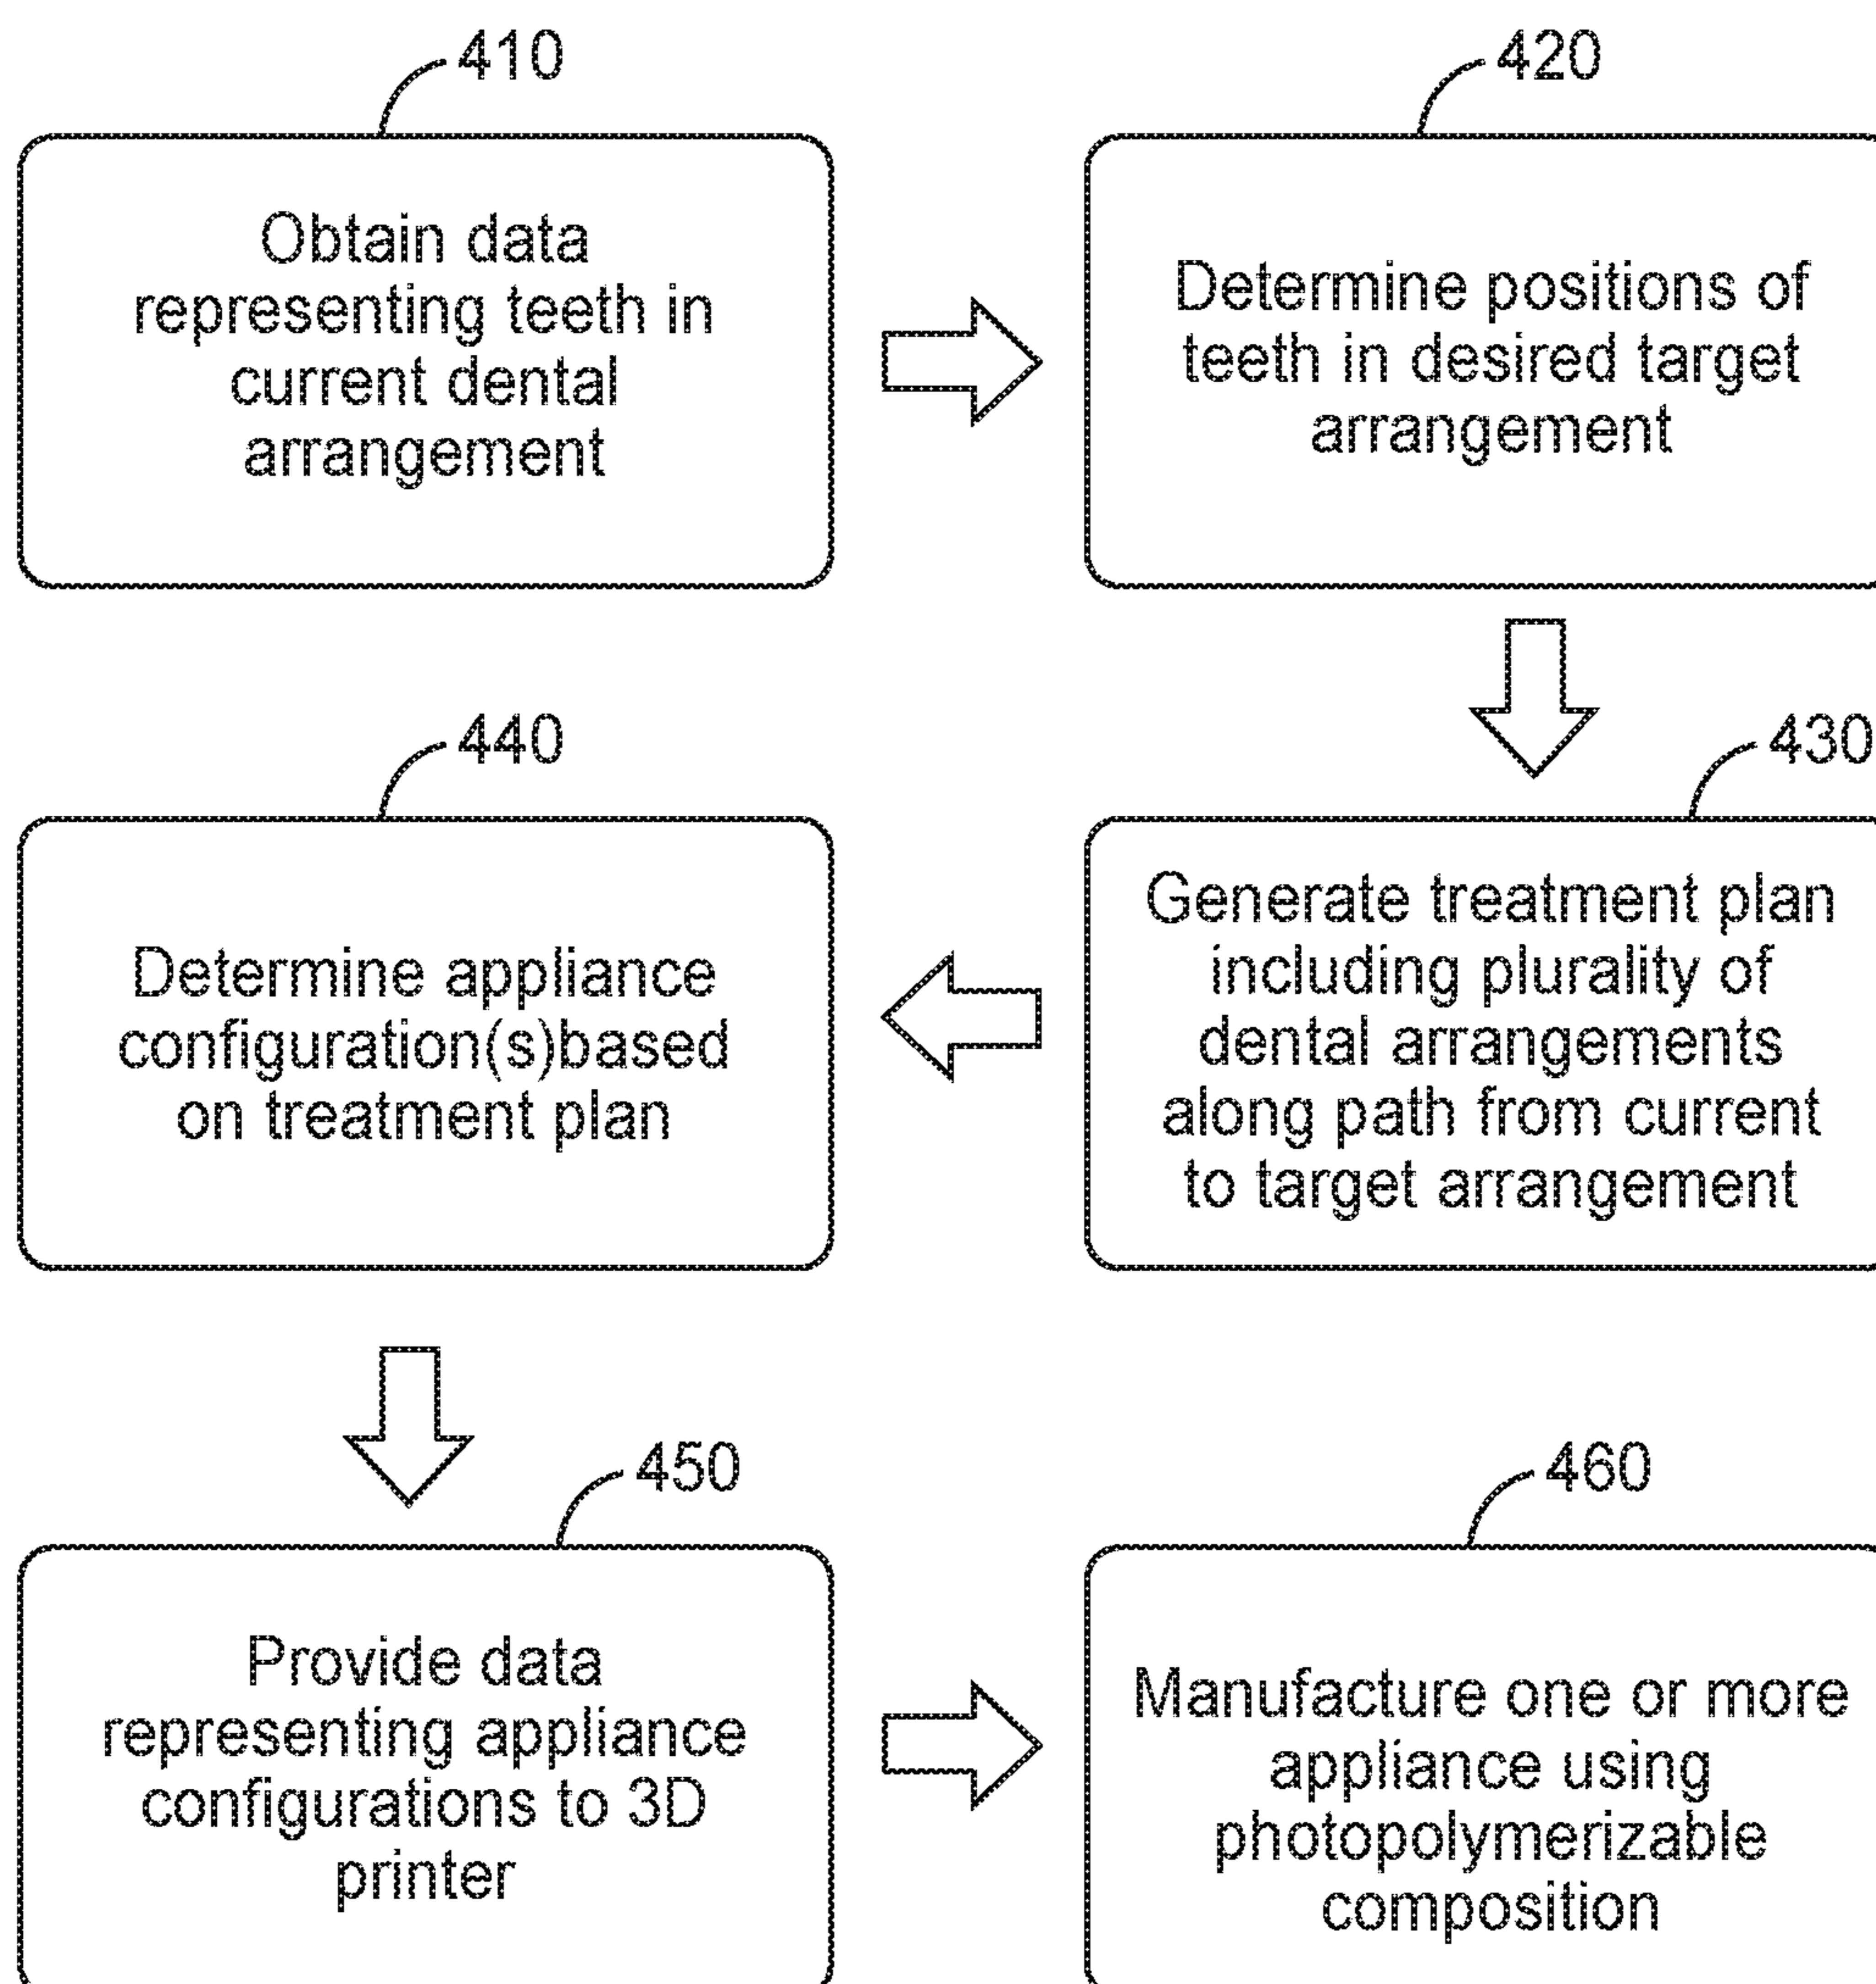 410
Obtain data
representing teeth in
current dental
arrangement
420
Determine positions of
teeth in desired target
arrangement
430
Generate treatment plan
including plurality of
dental arrangements
along path from current
to target arrangement
440
Determine appliance
configuration(s)based
on treatment plan
450
Provide data
representing appliance
configurations to 3D
printer
460
Manufacture one or more
appliance using
photopolymerizable
composition